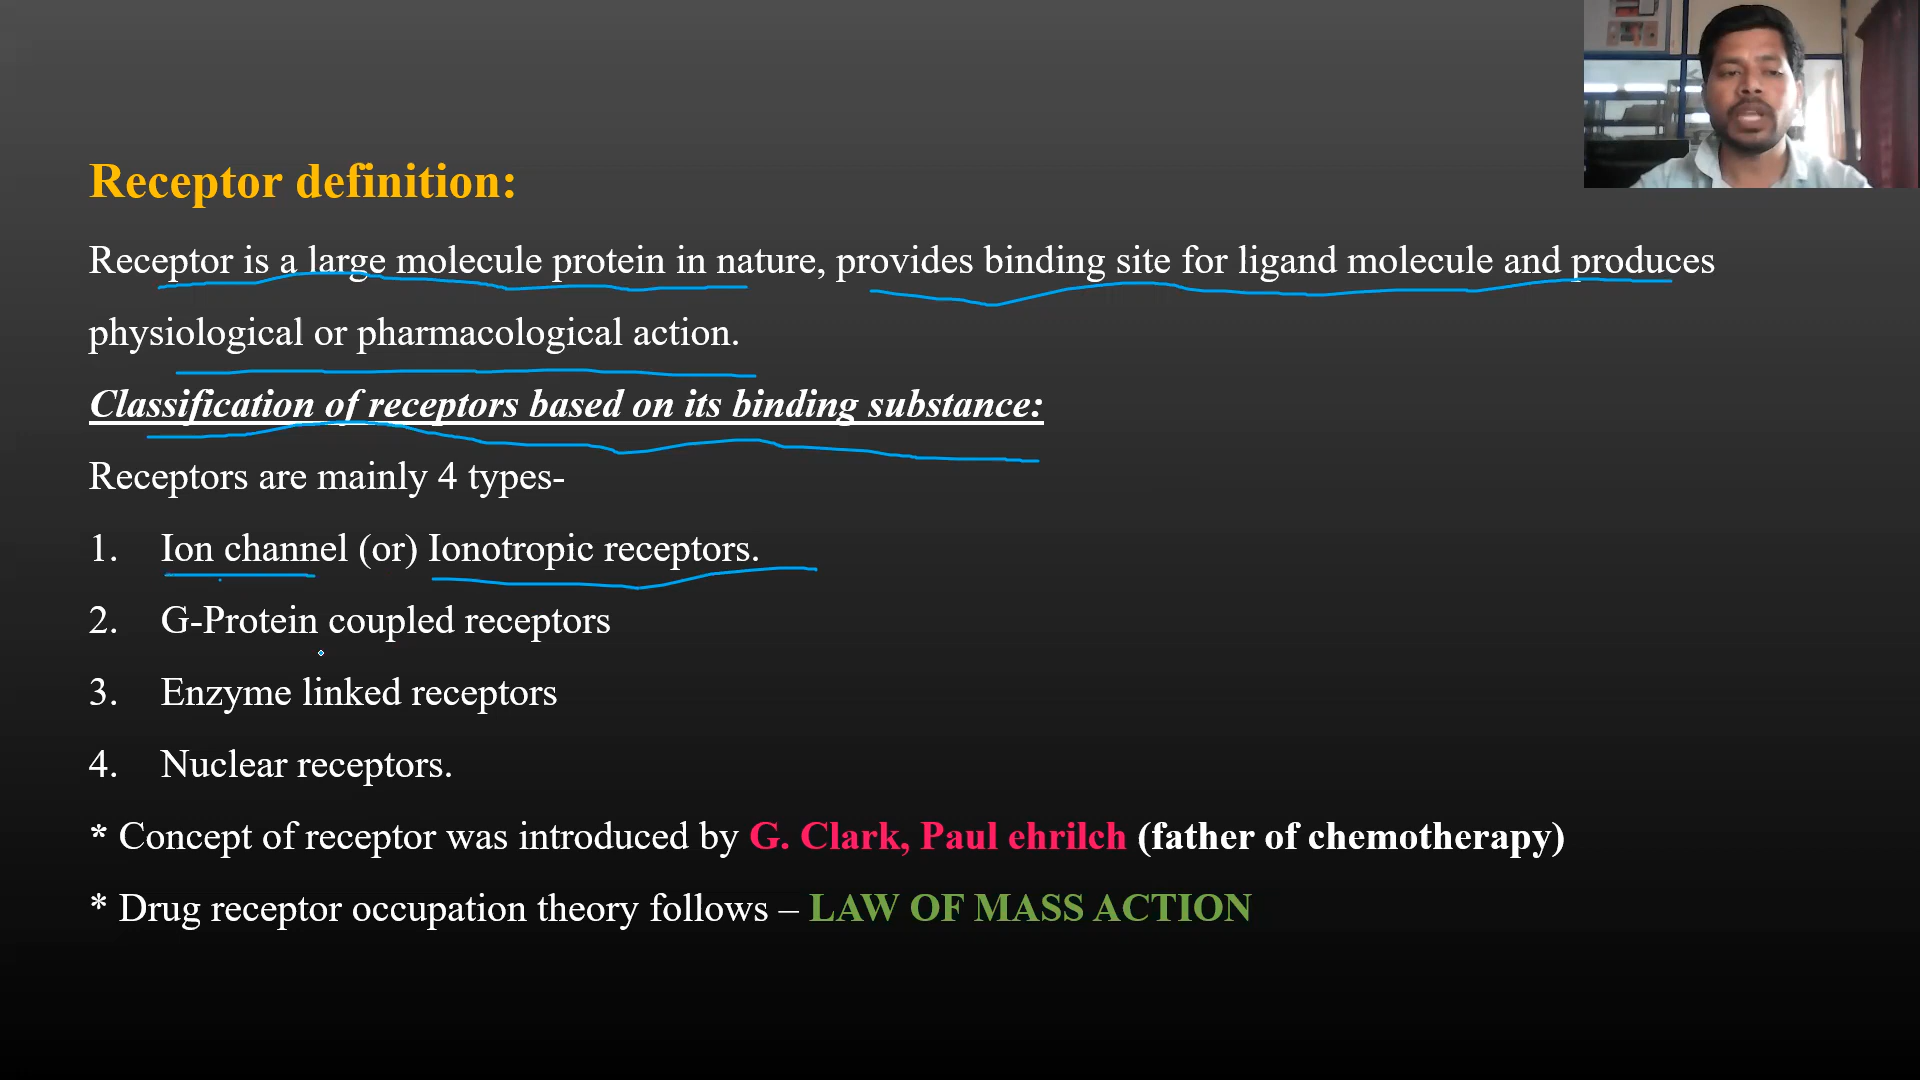 Receptor definition:
Receptor is a large molecule protein in nature, provides binding site for ligand molecule and produces
physiological or pharmacological action.
Classification of receptors based on its binding substance:
Receptors are mainly 4 types-
1. Ion channel (or) Ionotropic receptors.
2. G-Protein coupled receptors
3. Enzyme linked receptors
4. Nuclear receptors.
* Concept of receptor was introduced by G. Clark, Paul ehrilch (father of chemotherapy)
* Drug receptor occupation theory follows – LAW OF MASS ACTION